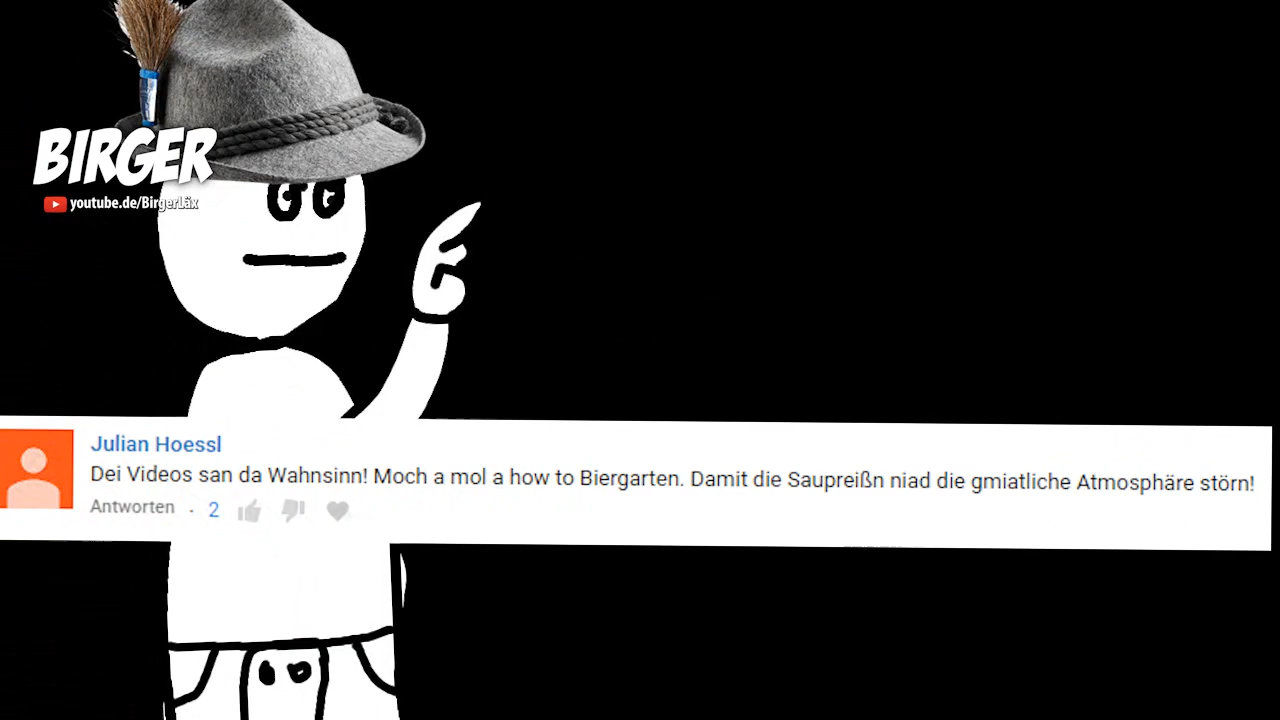 BIRGER
youtube.de/BirgerLäx
Julian Hoessl
Dei Videos san da Wahnsinn! Moch a mol a how to Biergarten. Damit die Saupreißn niad die gmiatliche Atmosphäre störn!
Antworten · 2